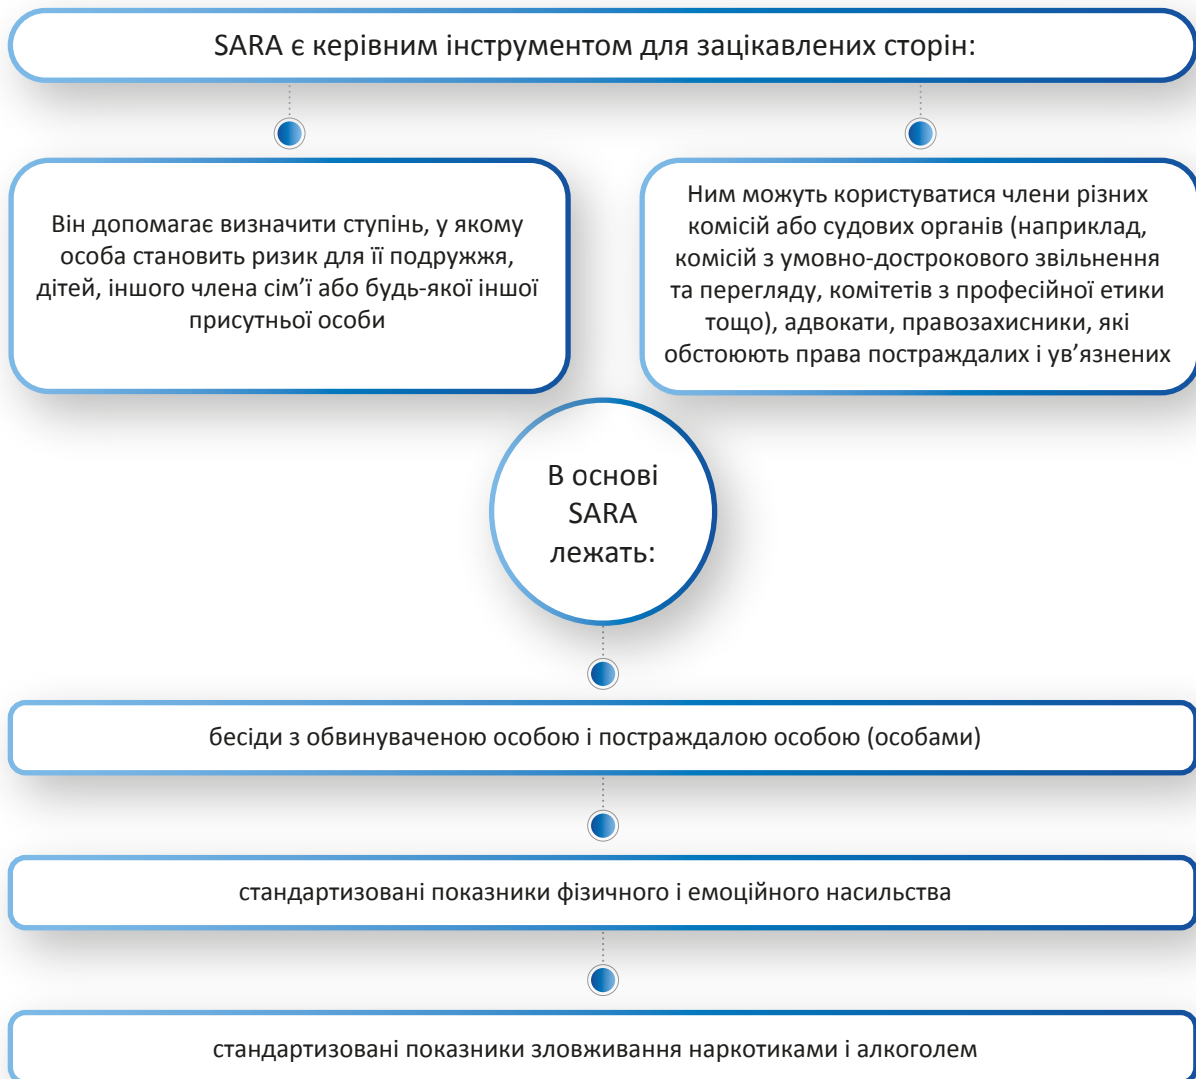 SARA є керівним інструментом для зацікавлених сторін:
Він допомагає визначити ступінь, у якому
особа становить ризик для її подружжя,
дітей, іншого члена сім’ї або будь-якої іншої
присутньої особи
Ним можуть користуватися члени різних
комісій або судових органів (наприклад,
комісій з умовно-дострокового звільнення
та перегляду, комітетів з професійної етики
тощо), адвокати, правозахисники, які
обстоюють права постраждалих і ув’язнених
В основі
SARA
лежать:
бесіди з обвинуваченою особою і постраждалою особою (особами)
стандартизовані показники фізичного і емоційного насильства
стандартизовані показники зловживання наркотиками і алкоголем